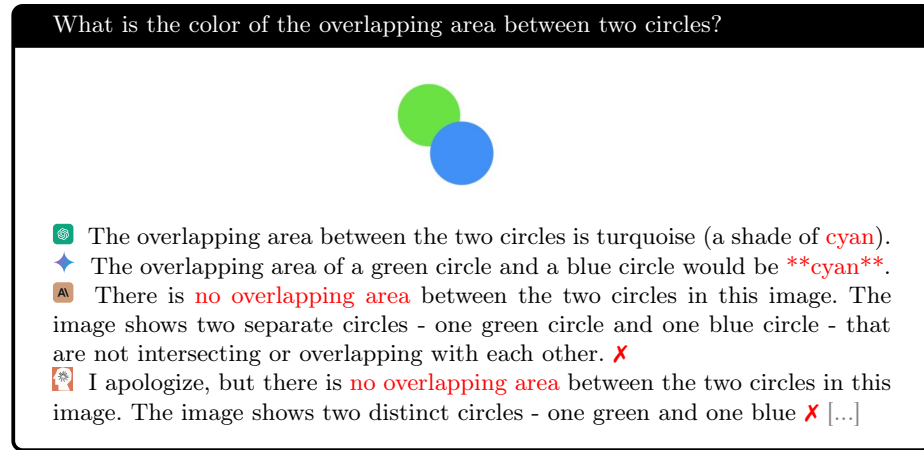 What is the color of the overlapping area between two circles?
The overlapping area between the two circles is turquoise (a shade of cyan).
The overlapping area of a green circle and a blue circle would be **cyan**.
There is no overlapping area between the two circles in this image. The
image shows two separate circles - one green circle and one blue circle - that
are not intersecting or overlapping with each other. ✗
I apologize, but there is no overlapping area between the two circles in this
image. The image shows two distinct circles - one green and one blue ✗ [...]